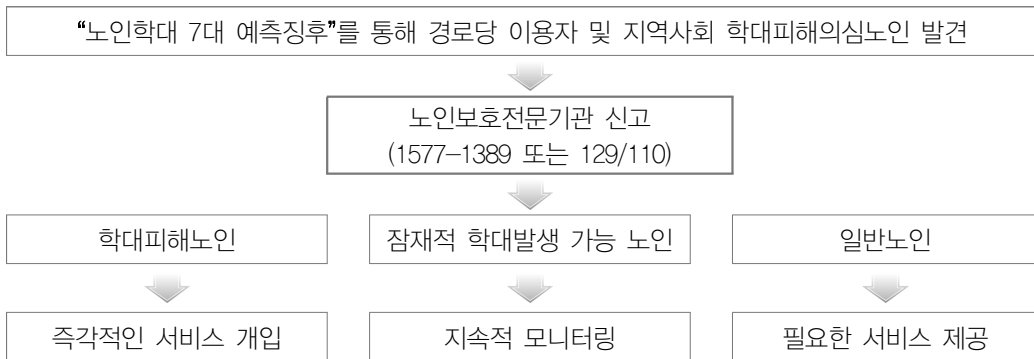 “노인학대 7대 예측징후”를 통해 경로당 이용자 및 지역사회 학대피해의심노인 발견
노인보호전문기관 신고
(1577-1389 또는 129/110)
학대피해노인
잠재적 학대발생 가능 노인
일반노인
즉각적인 서비스 개입
지속적 모니터링
필요한 서비스 제공